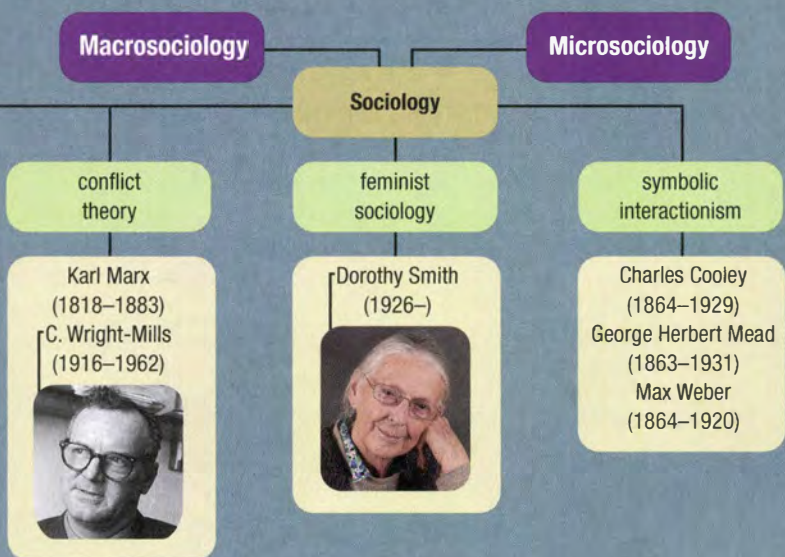 Macrosociology
Microsociology
Sociology
conflict
theory
feminist
sociology
symbolic
interactionism
Karl Marx
(1818–1883)
C. Wright-Mills
(1916–1962)
Dorothy Smith
(1926–)
Charles Cooley
(1864–1929)
George Herbert Mead
(1863–1931)
Max Weber
(1864–1920)